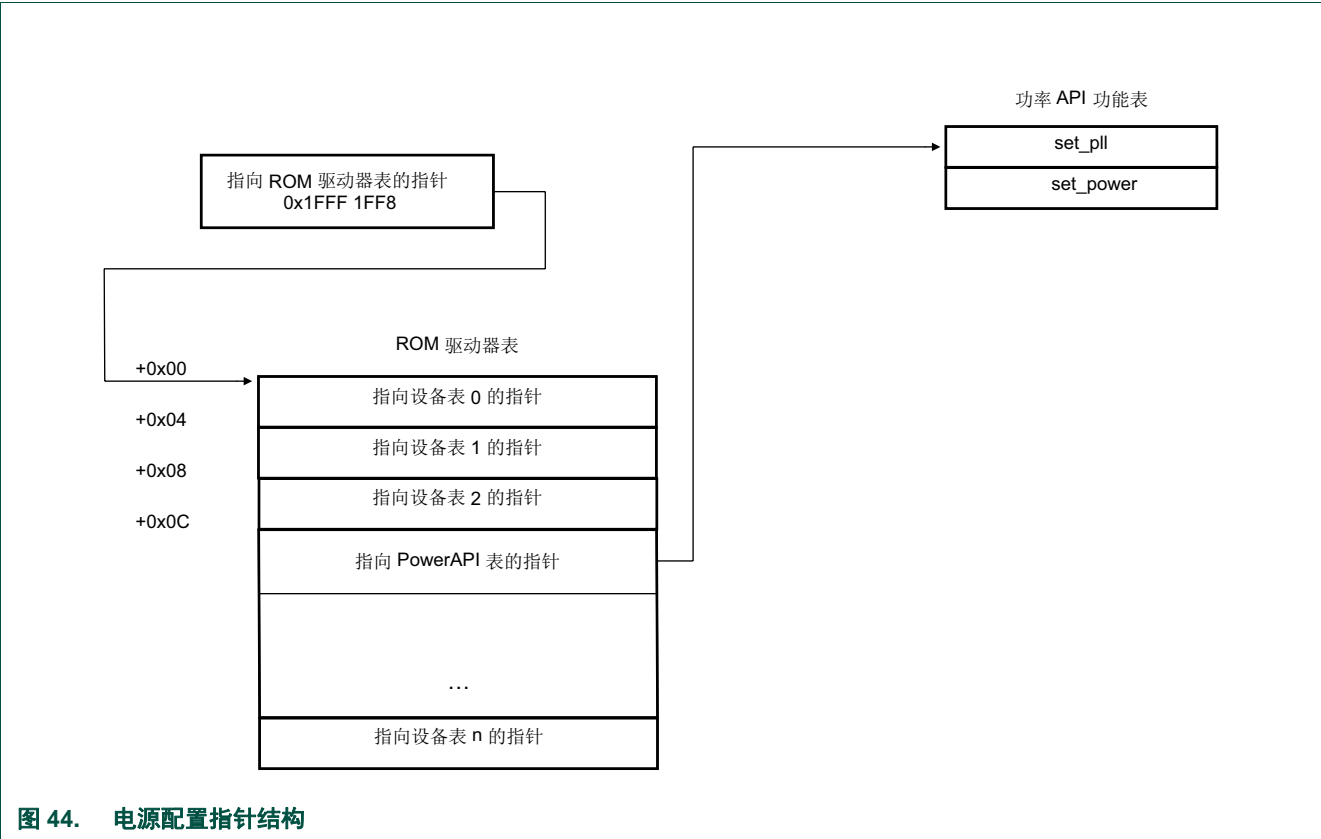 功率 API 功能表
set_pll
set_power
指向 ROM 驱动器表的指针
0x1FFF 1FF8
ROM 驱动器表
+0x00
指向设备表 0 的指针
+0x04
指向设备表 1 的指针
+0x08
指向设备表 2 的指针
+0x0C
指向 PowerAPI 表的指针
…
指向设备表 n 的指针
图 44. 电源配置指针结构